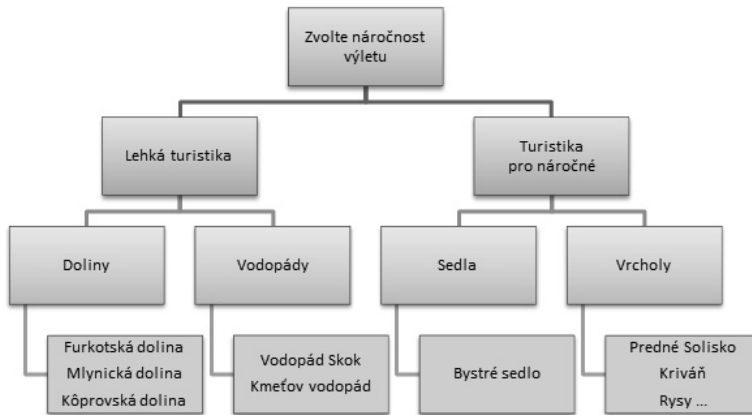 Zvolte náročnost
výletu
Lehká turistika
Turistika
pro náročné
Doliny
Vodopády
Sedla
Vrcholy
Furkotská dolina
Mlynická dolina
Kôprovská dolina
Vodopád Skok
Kmeťov vodopád
Bystré sedlo
Predné Solisko
Kriváň
Rysy ...